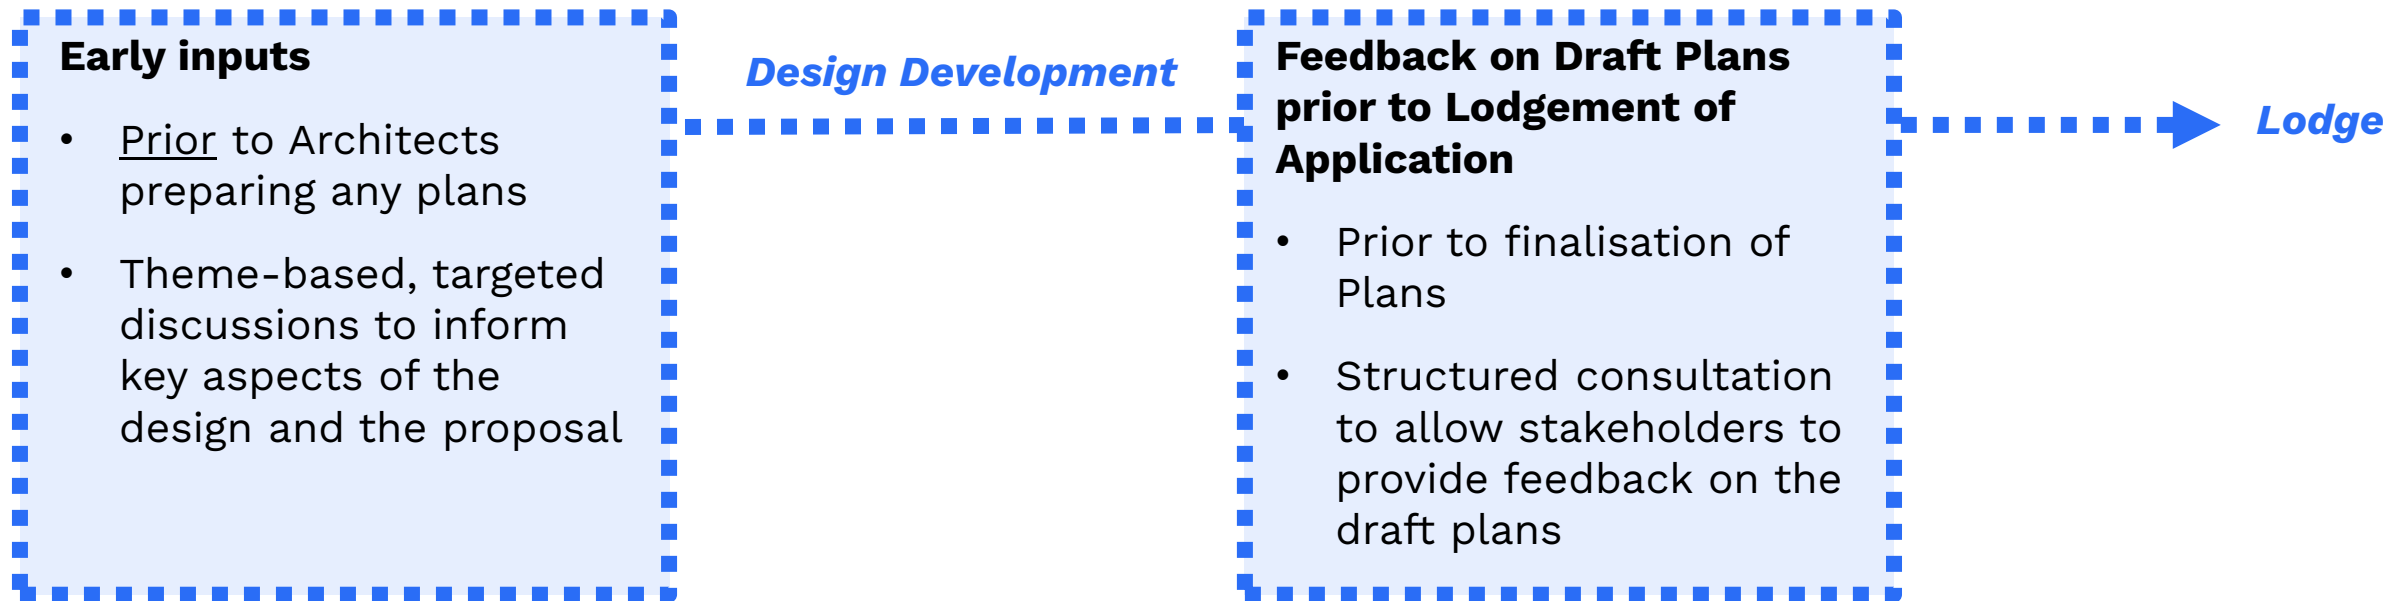 Early inputs
• Prior to Architects
preparing any plans
• Theme-based, targeted
discussions to inform
key aspects of the
design and the proposal
Design Development
Feedback on Draft Plans
prior to Lodgement of
Application
• Prior to finalisation of
Plans
• Structured consultation
to allow stakeholders to
provide feedback on the
draft plans
Lodge